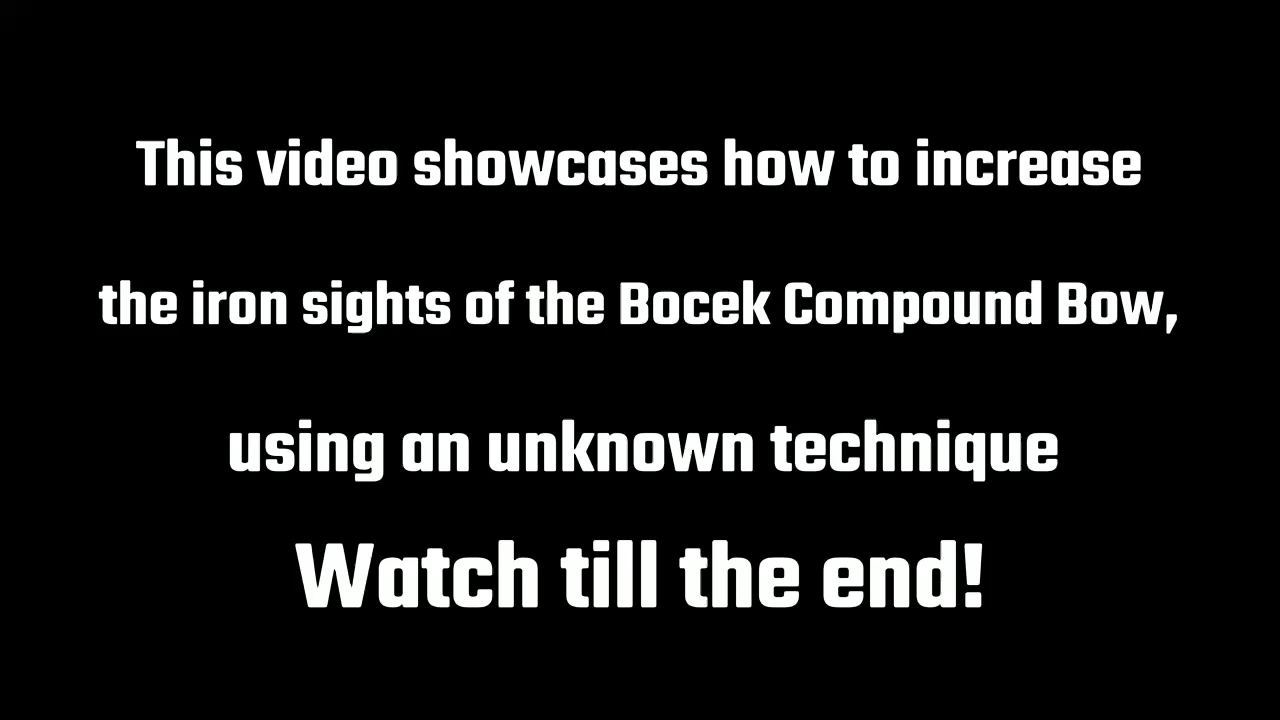 This video showcases how to increase
the iron sights of the Bocek Compound Bow,
using an unknown technique
Watch till the end!